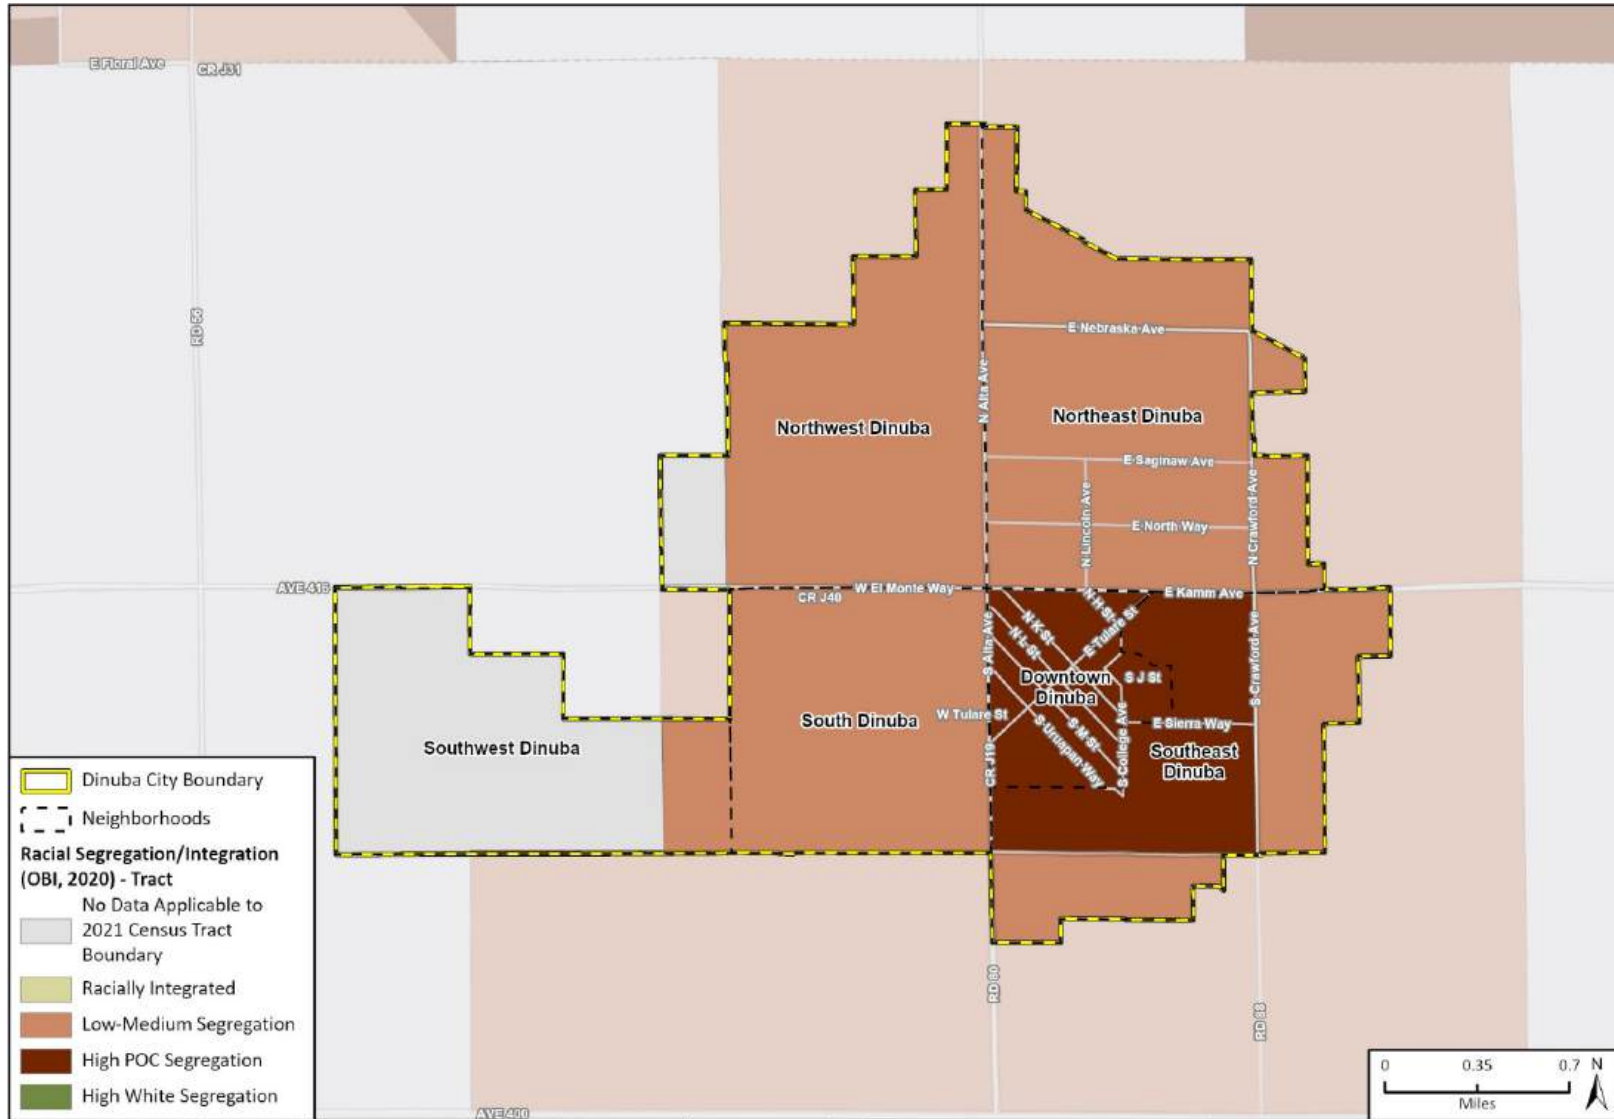 E Floral Ave
CR J31
RD 56
N Alta Ave
E Nebraska Ave
Northwest Dinuba
Northeast Dinuba
E Saginaw Ave
N Lincoln Ave
E North Way
N Crawford Ave
AVE 416
W El Monte Way
CR J40
E Kamm Ave
N H St
N K St
E Tulare St
N L St
S Alta Ave
S J St
Downtown
Dinuba
S Crawford Ave
South Dinuba
W Tulare St
E Sierra Way
S M St
S Uruapan Way
S College Ave
CR J19
Southwest Dinuba
Southeast
Dinuba
RD 80
RD 88
AVE 400
Dinuba City Boundary
Neighborhoods
Racial Segregation/Integration
(OBI, 2020) - Tract
No Data Applicable to
2021 Census Tract
Boundary
Racially Integrated
Low-Medium Segregation
High POC Segregation
High White Segregation
0 0.35 0.7 N
Miles